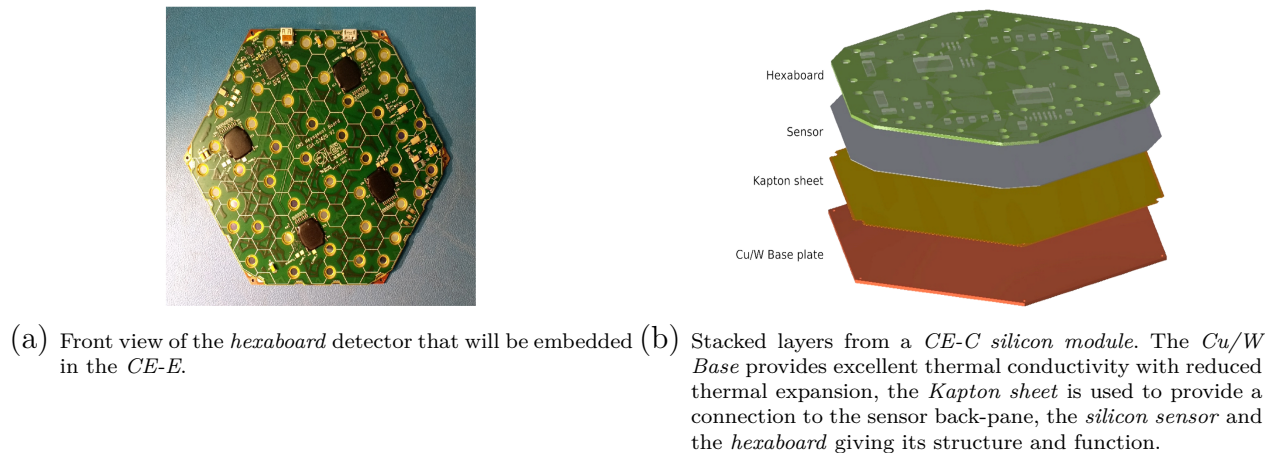 Hexaboard
Sensor
Kapton sheet
Cu/W Base plate
(a) Front view of the hexaboard detector that will be embedded
in the CE-E.
(b) Stacked layers from a CE-C silicon module. The Cu/W
Base provides excellent thermal conductivity with reduced
thermal expansion, the Kapton sheet is used to provide a
connection to the sensor back-pane, the silicon sensor and
the hexaboard giving its structure and function.